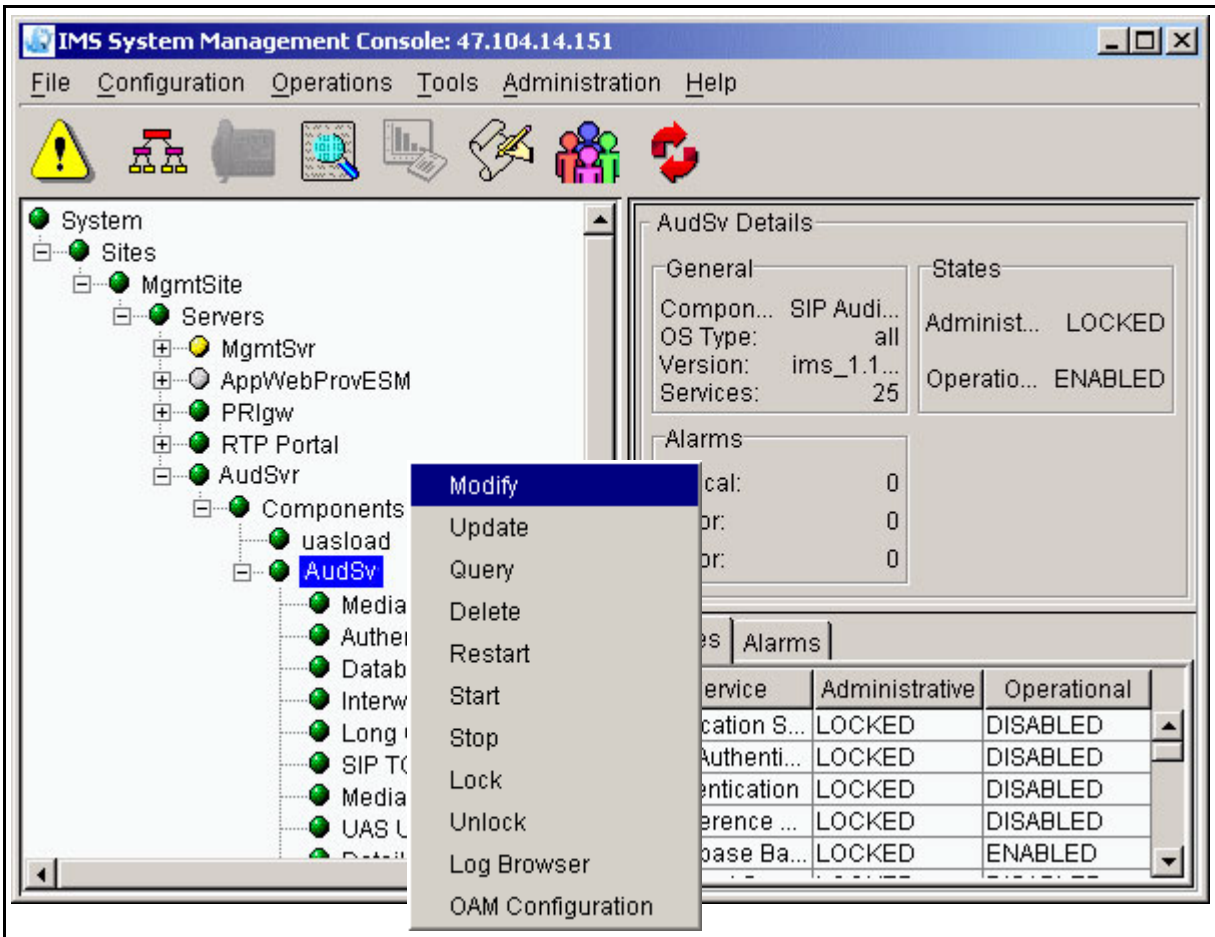 IMS System Management Console: 47.104.14.151
File Configuration Operations Tools Administration Help
System
Sites
MgmtSite
Servers
MgmtSvr
AppWebProvESM
PRIgw
RTP Portal
AudSvr
Components
uasload
AudSv
Media
Authe
Datab
Interw
Long
SIP TC
Media
UAS U
Modify
Update
Query
Delete
Restart
Start
Stop
Lock
Unlock
Log Browser
OAM Configuration
AudSv Details
General
Compon... SIP Audi...
OS Type: all
Version: ims_1.1...
Services: 25
States
Administ... LOCKED
Operatio... ENABLED
Alarms
cal: 0
or: 0
or: 0
es Alarms
ervice Administrative Operational
cation S... LOCKED DISABLED
Authenti... LOCKED DISABLED
entication LOCKED DISABLED
erence ... LOCKED DISABLED
base Ba... LOCKED ENABLED